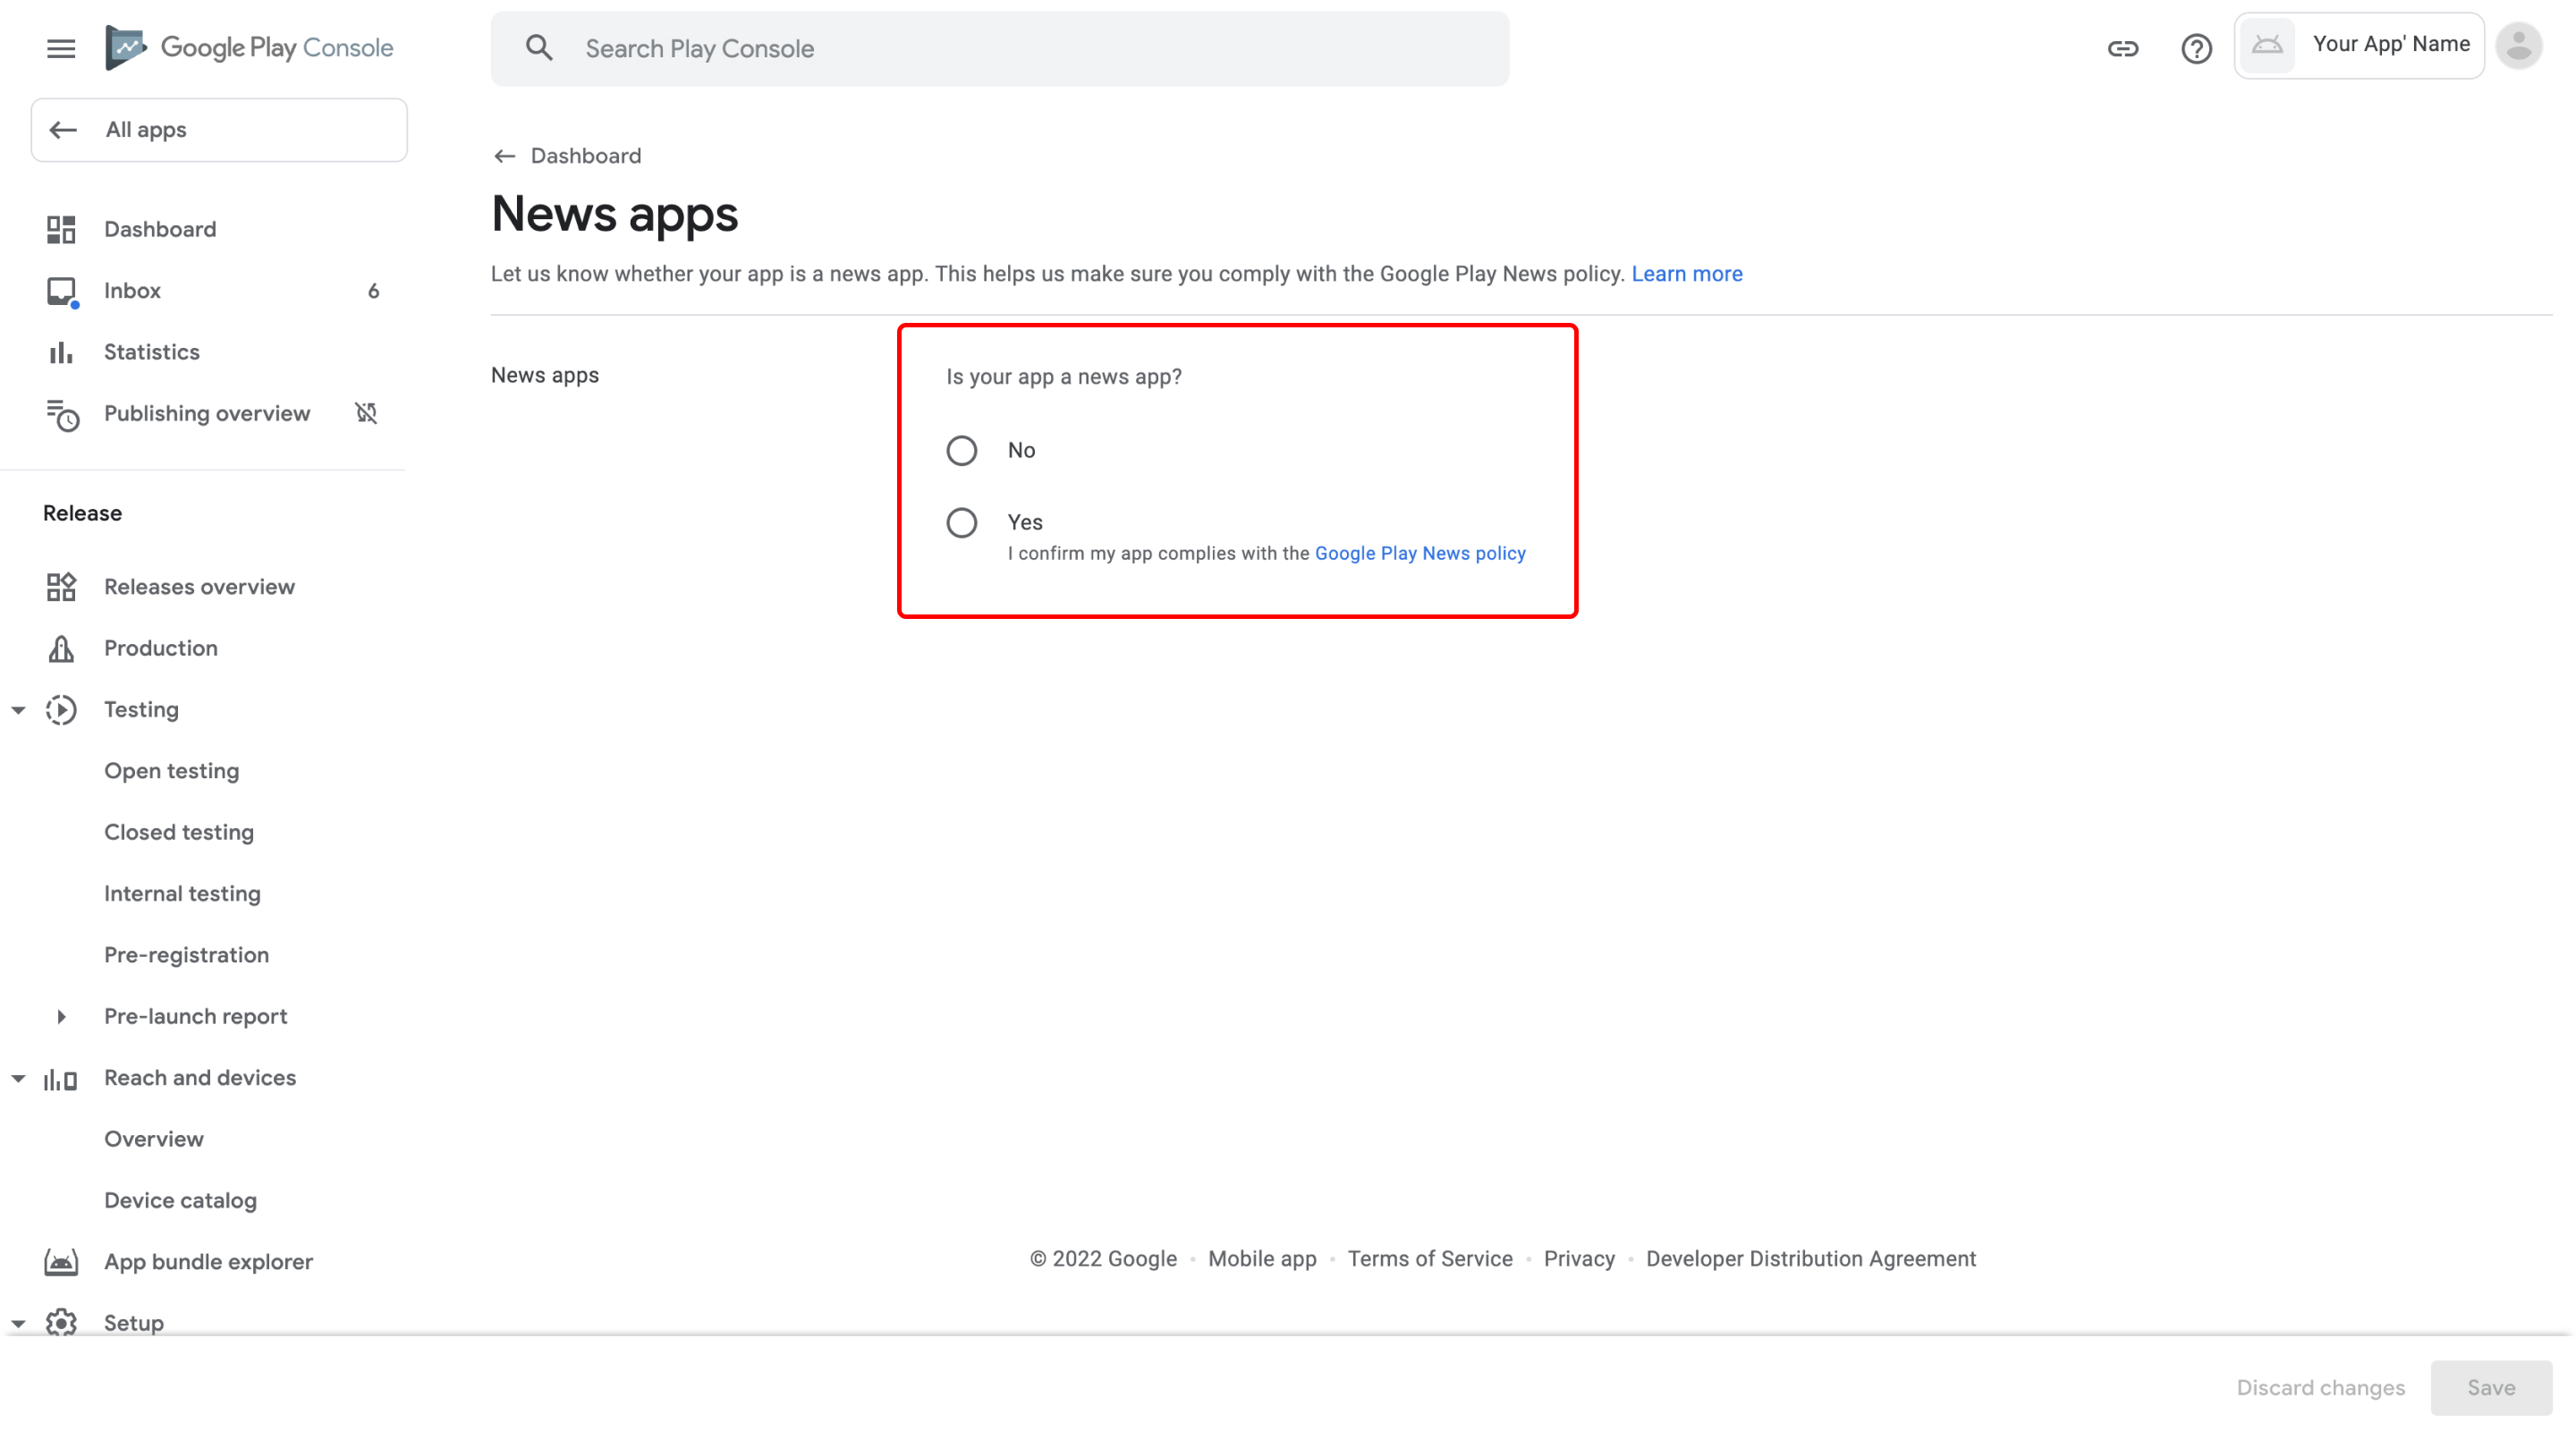 Google Play Console
Search Play Console
Your App' Name
All apps
Dashboard
Inbox 6
Statistics
Publishing overview
Release
Releases overview
Production
Testing
Open testing
Closed testing
Internal testing
Pre-registration
Pre-launch report
Reach and devices
Overview
Device catalog
App bundle explorer
Setup
Dashboard
News apps
Let us know whether your app is a news app. This helps us make sure you comply with the Google Play News policy. Learn more
News apps
Is your app a news app?
No
Yes
I confirm my app complies with the Google Play News policy
© 2022 Google • Mobile app • Terms of Service • Privacy • Developer Distribution Agreement
Discard changes
Save